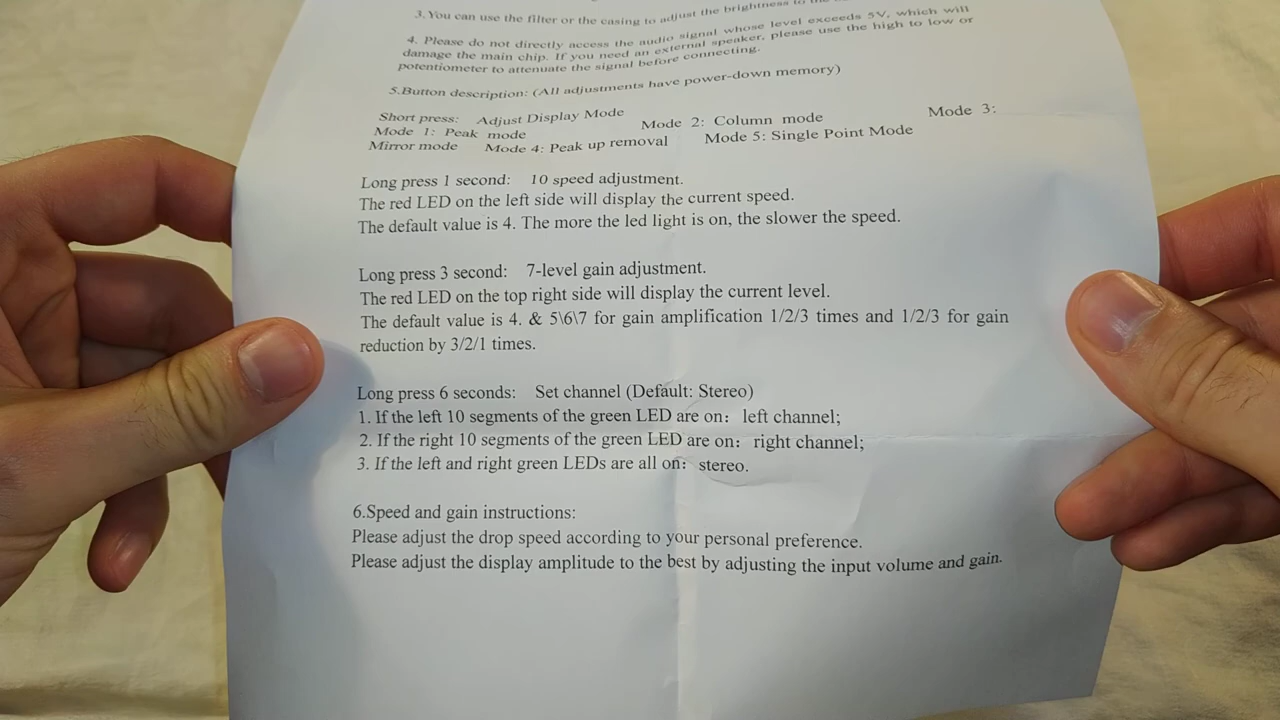 3. You can use the filter or the casing to adjust the brightness to the
4. Please do not directly access the audio signal whose level exceeds 5V, which will
damage the main chip. If you need an external speaker, please use the high to low or
potentiometer to attenuate the signal before connecting.
5.Button description: (All adjustments have power-down memory)
Short press: Adjust Display Mode
Mode 1: Peak mode Mode 2: Column mode Mode 3:
Mirror mode Mode 4: Peak up removal Mode 5: Single Point Mode
Long press 1 second: 10 speed adjustment.
The red LED on the left side will display the current speed.
The default value is 4. The more the led light is on, the slower the speed.
Long press 3 second: 7-level gain adjustment.
The red LED on the top right side will display the current level.
The default value is 4. & 5\6\7 for gain amplification 1/2/3 times and 1/2/3 for gain
reduction by 3/2/1 times.
Long press 6 seconds: Set channel (Default: Stereo)
1. If the left 10 segments of the green LED are on: left channel;
2. If the right 10 segments of the green LED are on: right channel;
3. If the left and right green LEDs are all on: stereo.
6.Speed and gain instructions:
Please adjust the drop speed according to your personal preference.
Please adjust the display amplitude to the best by adjusting the input volume and gain.